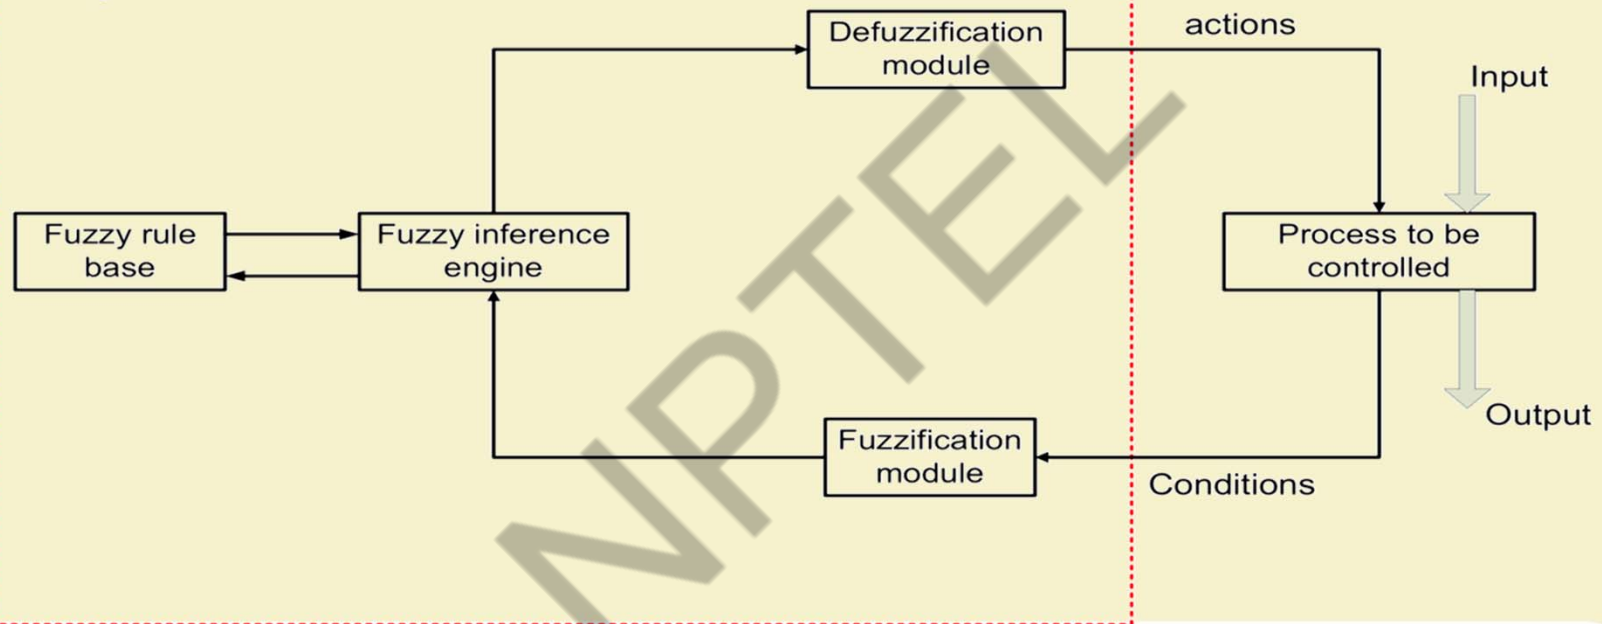 Defuzzification
module
actions
Input
Fuzzy rule
base
Fuzzy inference
engine
Process to be
controlled
Output
Fuzzification
module
Conditions
NPTEL